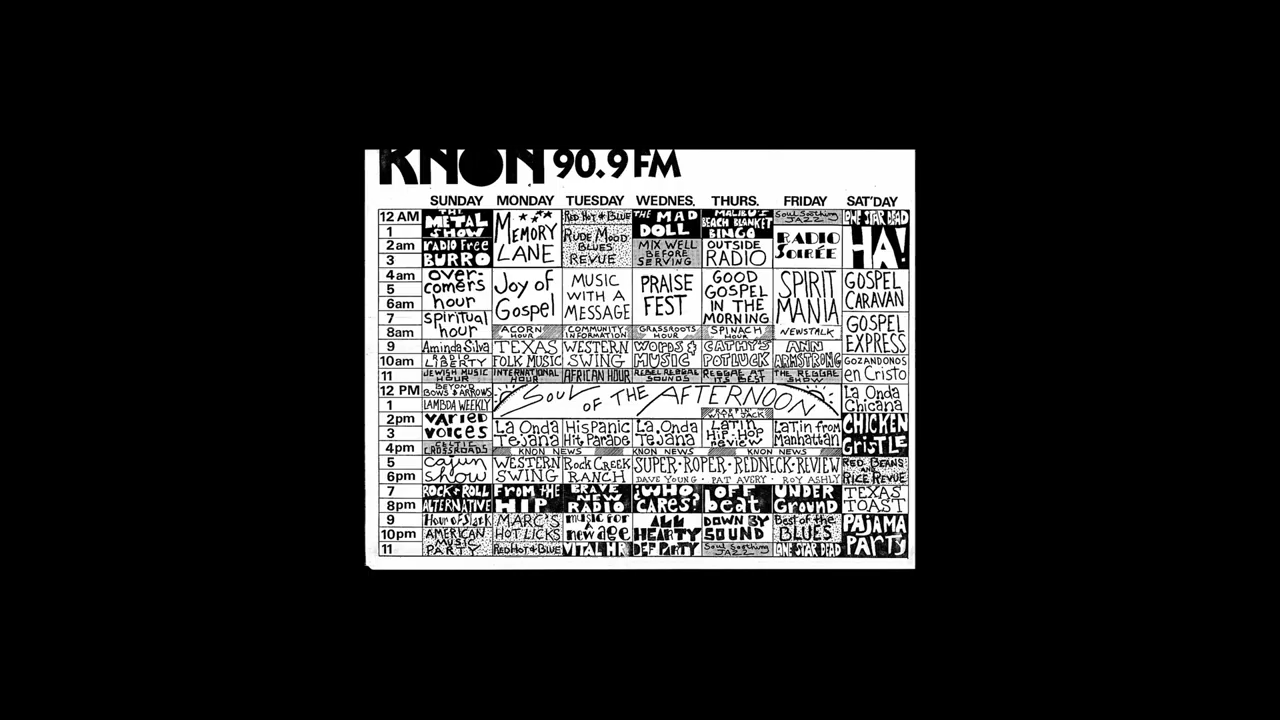 KNON 90.9 FM
SUNDAY MONDAY TUESDAY WEDNES. THURS. FRIDAY SAT'DAY
12 AM
1
2am
3
4am
5
6am
7
8am
9
10am
11
12 PM
1
2pm
3
4pm
5
6pm
7
8pm
9
10pm
11
THE
METAL
SHOW
RADIO FREE
BURRO
OVER-
COMERS
HOUR
SPIRITUAL
HOUR
Aminda Silva
RADIO
LIBERTY
JEWISH MUSIC
HOUR
BEYOND
BOWS & ARROWS
LAMBDA WEEKLY
VARIED
VOICES
CELTIC
CROSSROADS
CAJUN
SHOW
ROCK & ROLL
ALTERNATIVE
Hour of Slack
AMERICAN
MUSIC
PARTY
MEMORY
LANE
Joy of
Gospel
ACORN
HOUR
TEXAS
FOLK MUSIC
INTERNATIONAL
HOUR
SOUL OF THE AFTERNOON
La Onda
Tejana
KNON NEWS
WESTERN
SWING
FROM THE
HIP
MARC'S
HOT LICKS
RED HOT & BLUE
RED HOT & BLUE
RUDE MOOD
BLUES
REVUE
MUSIC
WITH A
MESSAGE
COMMUNITY
INFORMATION
WESTERN
SWING
AFRICAN HOUR
HISPANIC
Hit Parade
Rock Creek
RANCH
BRAVE
NEW
RADIO
music for
a
new age
VITAL HR
THE MAD
DOLL
MIX WELL
BEFORE
SERVING
PRAISE
FEST
GRASSROOTS
HOUR
WORDS &
MUSIC
REBEL REGGAE
SOUNDS
La Onda
Tejana
KNON NEWS
SUPER·ROPER·REDNECK·REVIEW
DAVE YOUNG · PAT AVERY · ROY ASHLY
¿WHO
CARES?
ALL
HEARTY
DEF PARTY
MALIBU'S
BEACH BLANKET
BINGO
OUTSIDE
RADIO
GOOD
GOSPEL
IN THE
MORNING
SPINACH
HOUR
CATHY'S
POTLUCK
REGGAE AT
ITS BEST
RAPPIN'
WITH JACK
LATIN
HIP HOP
REVIEW
KNON NEWS
OFF
beat
DOWN BY
SOUND
Soul Soothing
JAZZ
Soul Soothing
JAZZ
RADIO
SOIRÉE
SPIRIT
MANIA
NEWSTALK
ANN
ARMSTRONG
THE REGGAE
SHOW
LATIN from
Manhattan
UNDER
GROUND
Best of the
BLUES
LONE STAR DEAD
LONE STAR DEAD
HA!
GOSPEL
CARAVAN
GOSPEL
EXPRESS
GOZANDONOS
en Cristo
La Onda
Chicana
CHICKEN
GRISTLE
RED BEANS
AND
RICE REVUE
TEXAS
TOAST
PAJAMA
PARTY